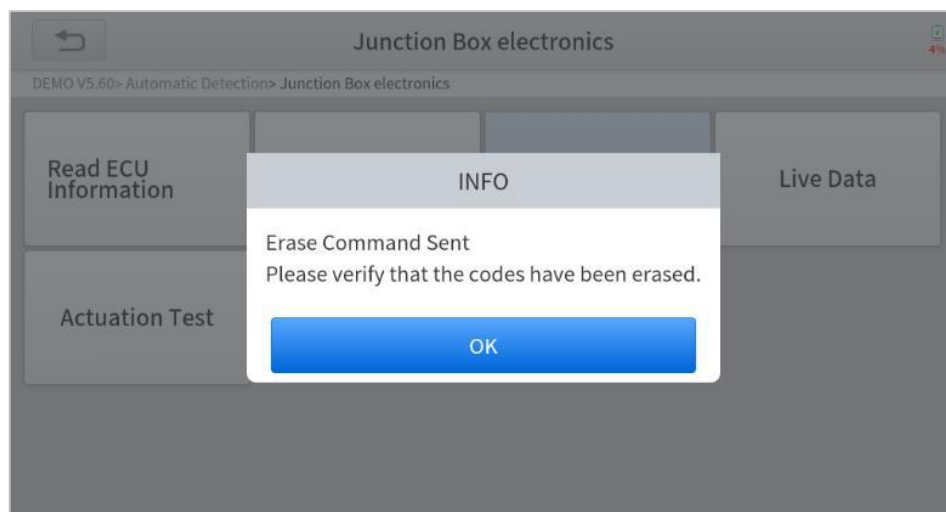 Junction Box electronics
4%
DEMO V5.60> Automatic Detection> Junction Box electronics
Read ECU
Information
Live Data
INFO
Erase Command Sent
Please verify that the codes have been erased.
OK
Actuation Test